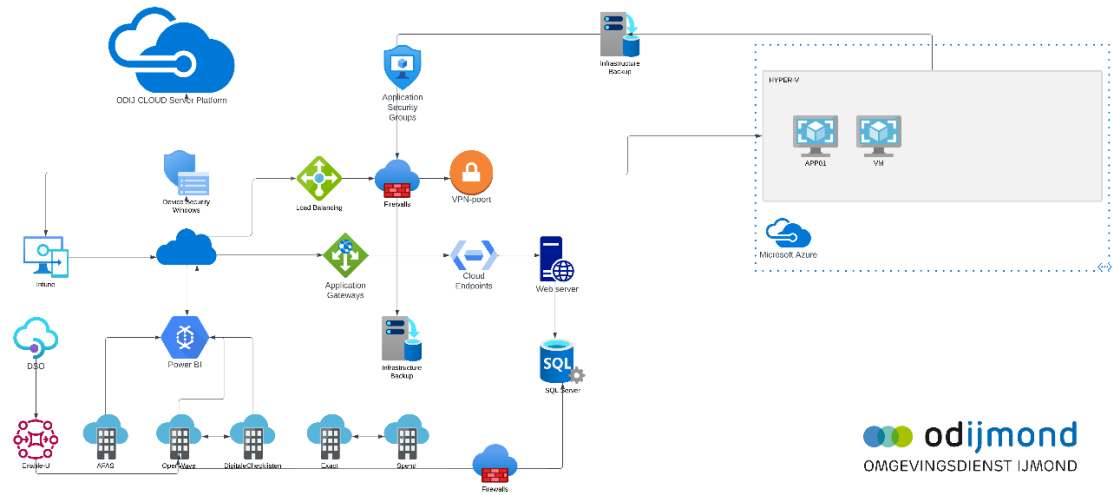 Infrastructure
Backup
HYPER-V
ODIJ CLOUD Server Platform
Application
Security
Groups
APP01
VM
Device Security
Windows
Load Balancing
Firewalls
VPN-poort
Microsoft Azure
Intune
Application
Gateways
Cloud
Endpoints
Web server
DSO
Power BI
Infrastructure
Backup
SQL
SQL Server
Enable-U
AFAS
OpenWave
DigitaleChecklisten
Exact
Spend
Firewalls
odijmond
OMGEVINGSDIENST IJMOND